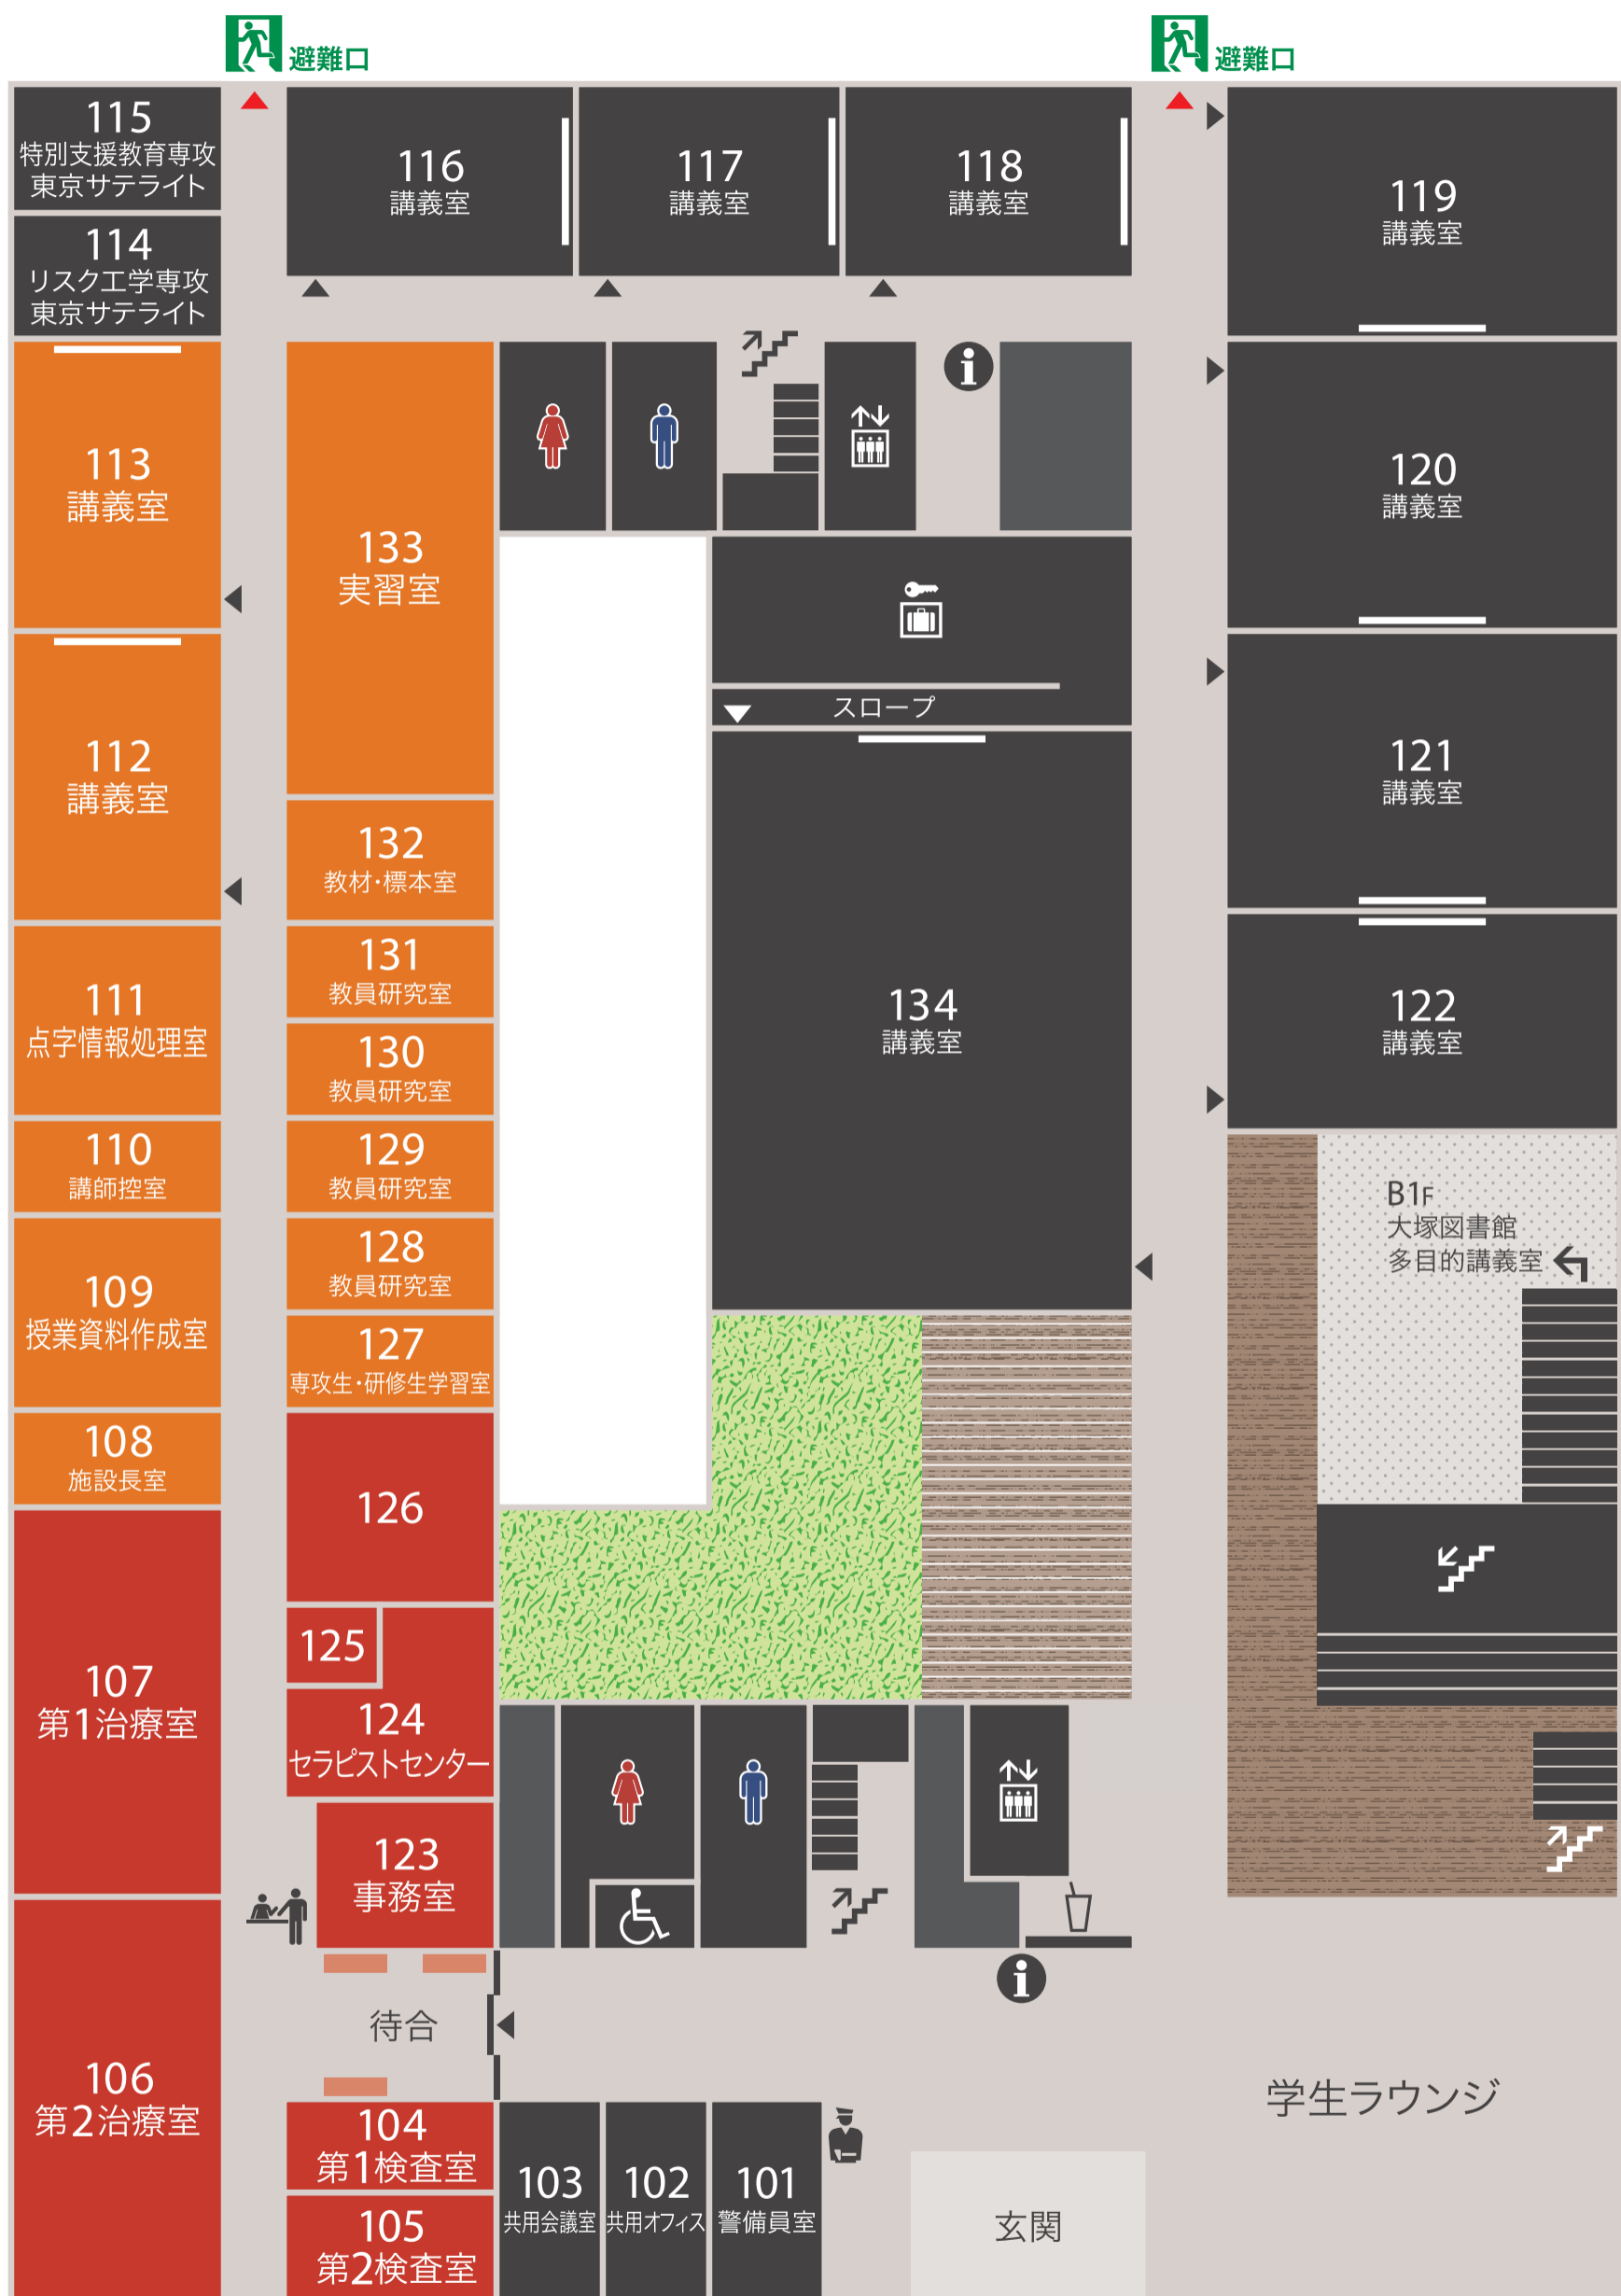 避難口
避難口
115
特別支援教育専攻
東京サテライト
116
講義室
117
講義室
118
講義室
119
講義室
114
リスク工学専攻
東京サテライト
113
講義室
133
実習室
120
講義室
スロープ
112
講義室
121
講義室
132
教材・標本室
131
教員研究室
111
点字情報処理室
134
講義室
122
講義室
130
教員研究室
110
講師控室
129
教員研究室
B1F
大塚図書館
多目的講義室
128
教員研究室
109
授業資料作成室
127
専攻生・研修生学習室
108
施設長室
126
125
107
第1治療室
124
セラピストセンター
123
事務室
待合
106
第2治療室
104
第1検査室
学生ラウンジ
103
共用会議室
102
共用オフィス
101
警備員室
105
第2検査室
玄関